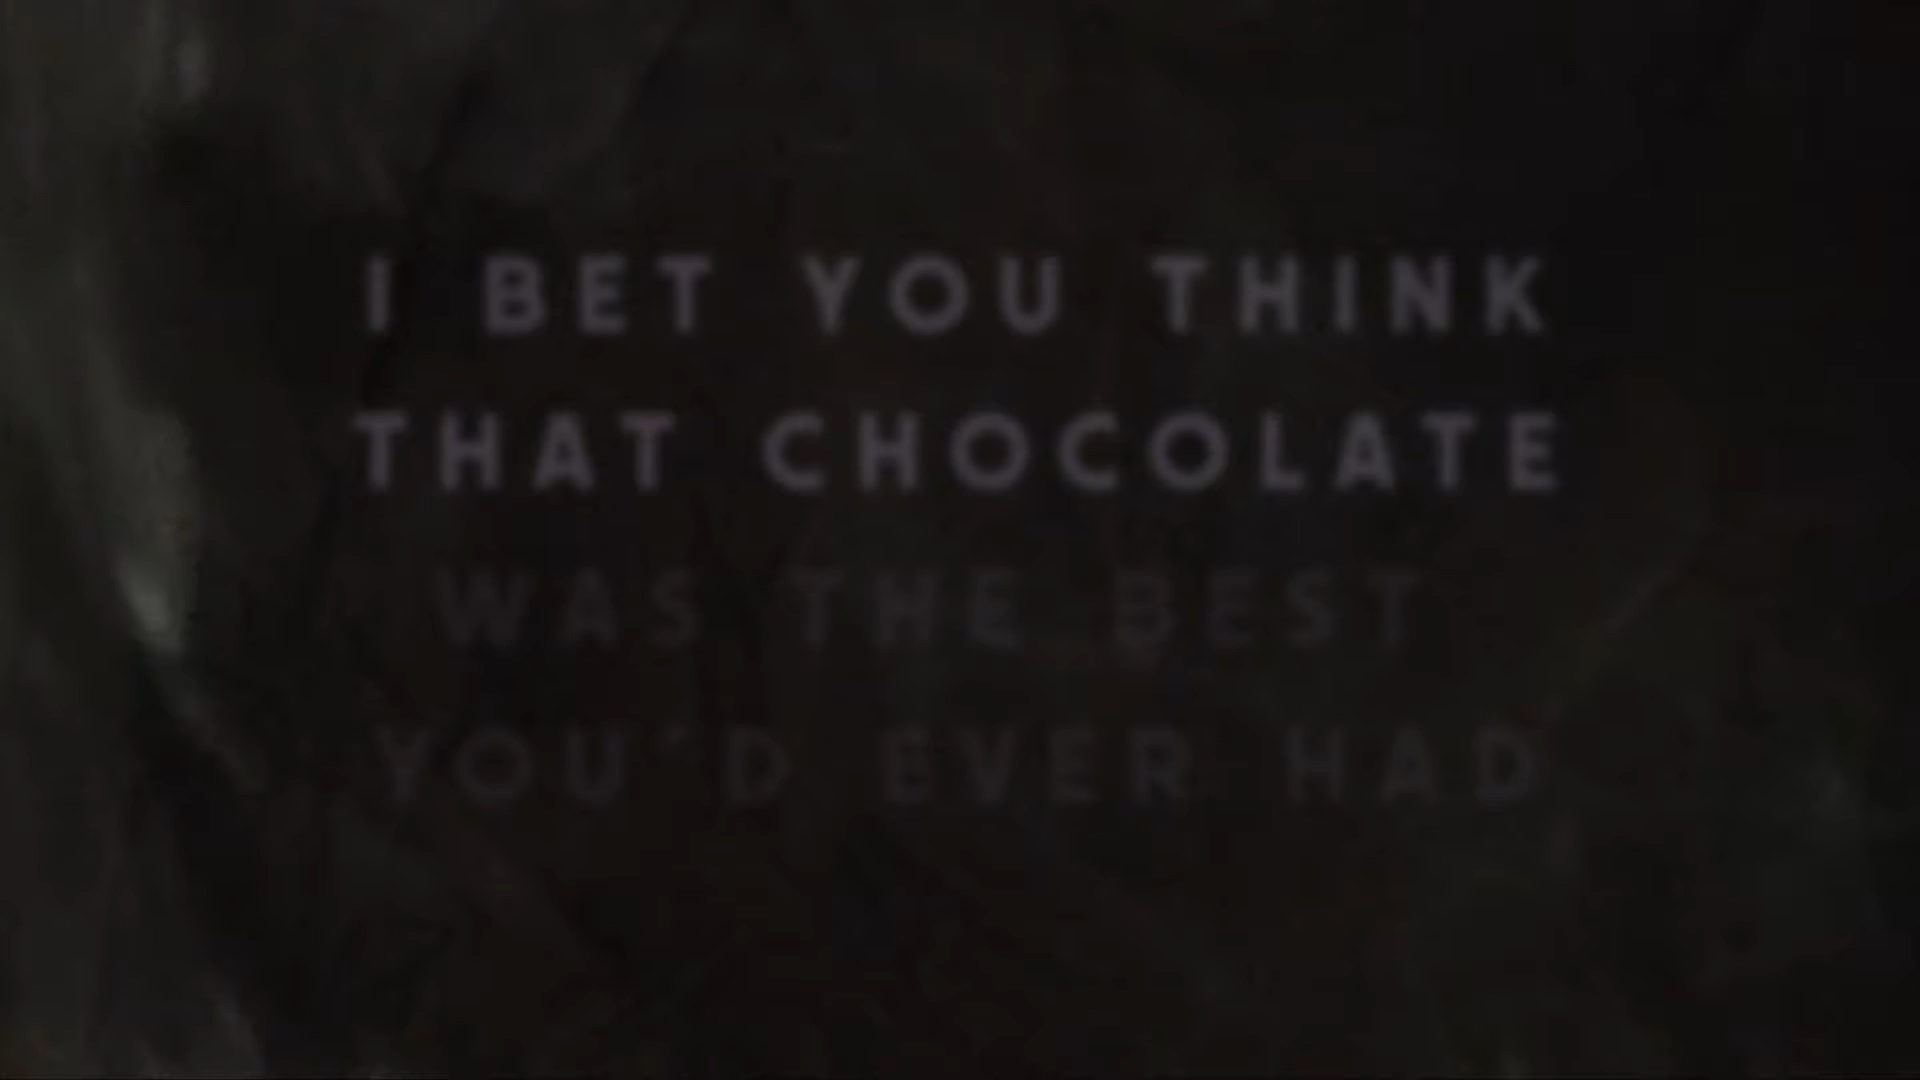 I BET YOU THINK
THAT CHOCOLATE
WAS THE BEST
YOU'D EVER HAD